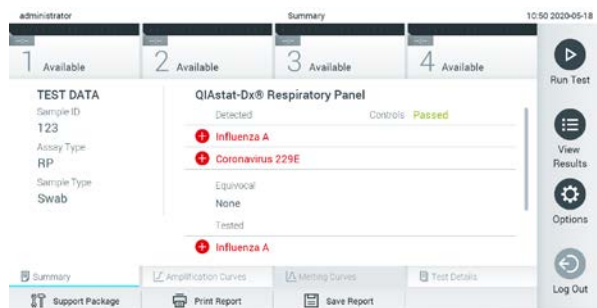 administrator Summary 10:50 2020-05-18
1 Available 2 Available 3 Available 4 Available
Run Test
TEST DATA
Sample ID
123
Assay Type
RP
Sample Type
Swab
QIAstat-Dx® Respiratory Panel
Detected Controls Passed
Influenza A
Coronavirus 229E
Equivocal
None
Tested
Influenza A
View
Results
Options
Log Out
Summary Amplification Curves Melting Curves Test Details
Support Package Print Report Save Report